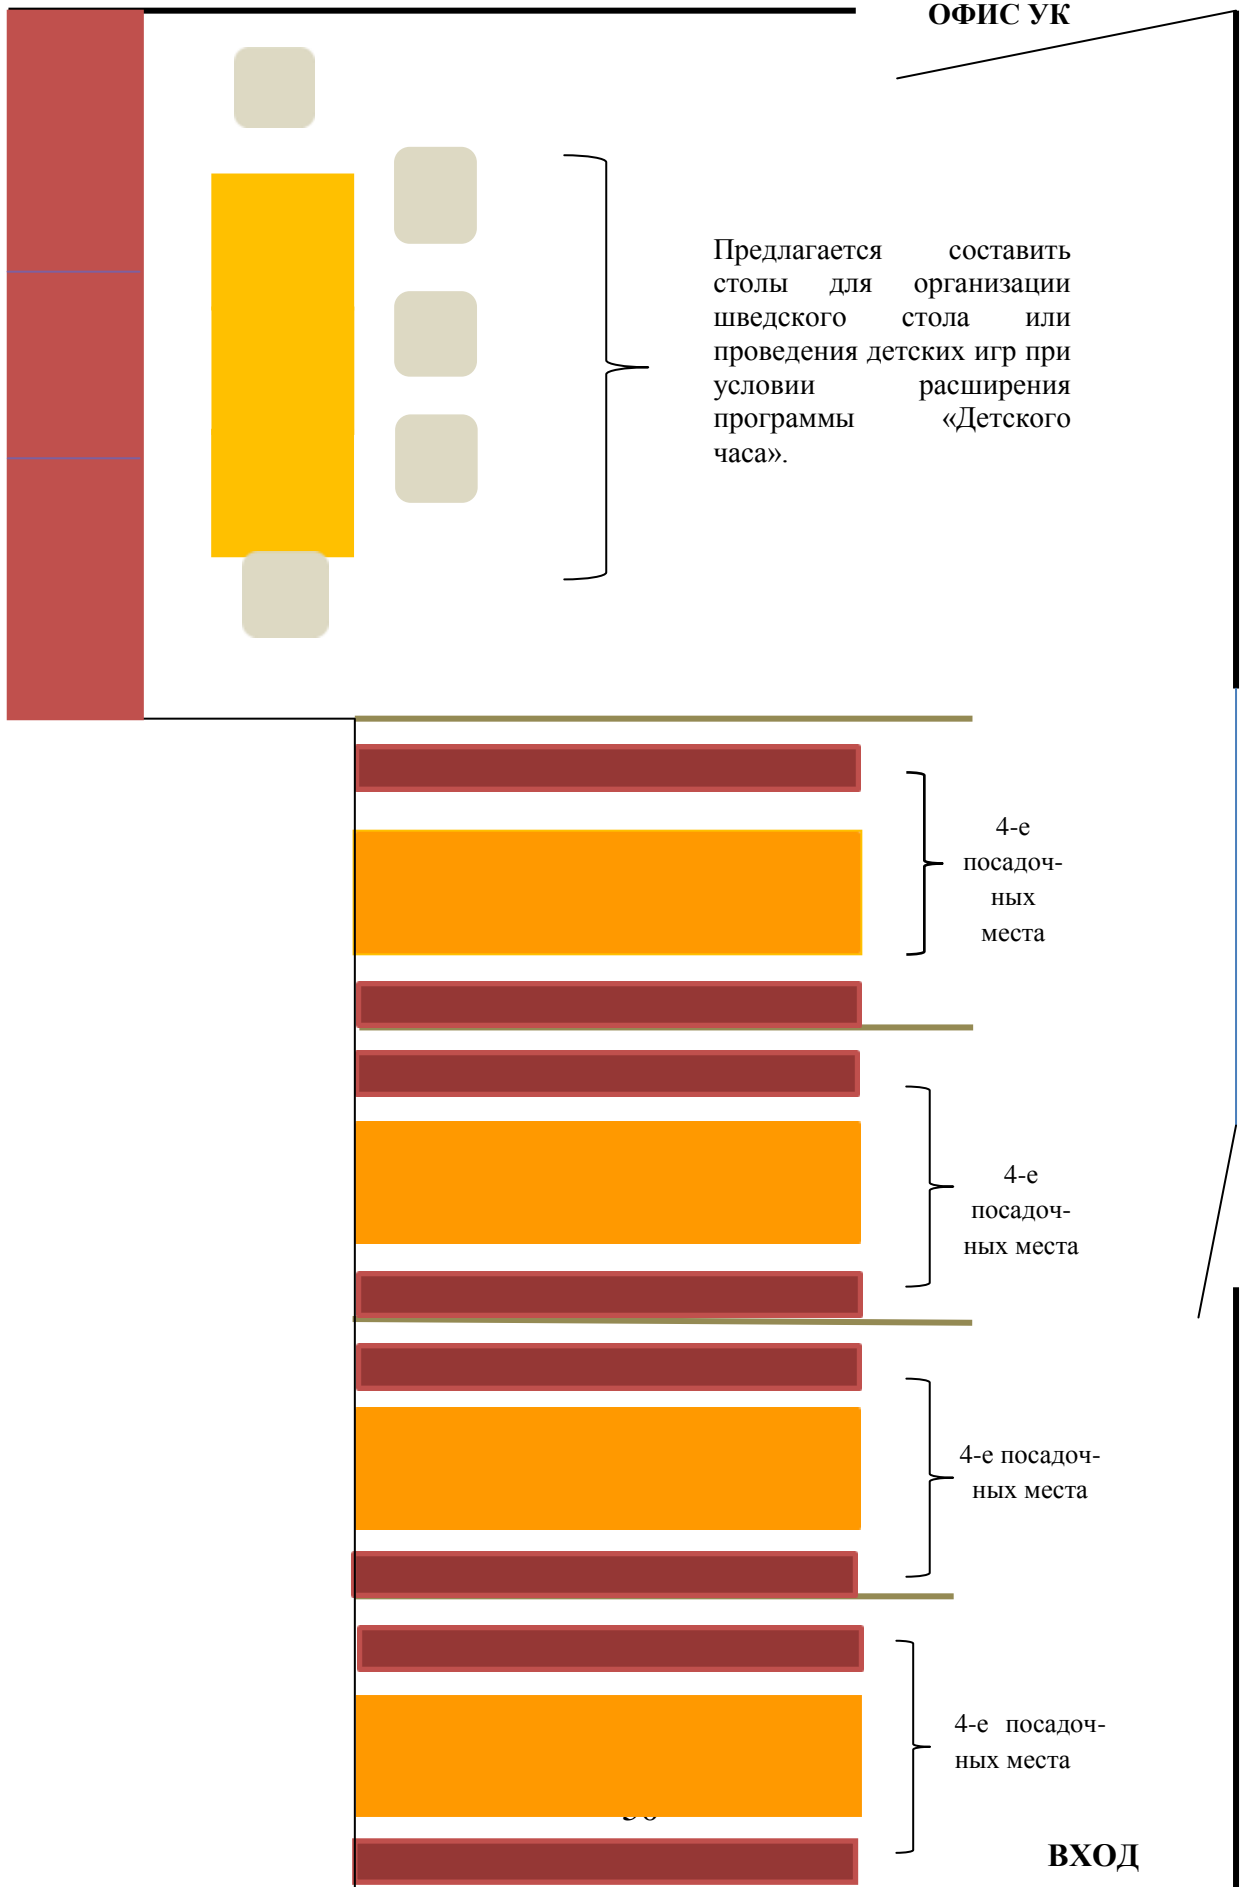 ОФИС УК
Предлагается составить
столы для организации
шведского стола или
проведения детских игр при
условии расширения
программы «Детского
часа».
4-е
посадоч-
ных
места
4-е
посадоч-
ных места
4-е посадоч-
ных места
4-е посадоч-
ных места
ВХОД